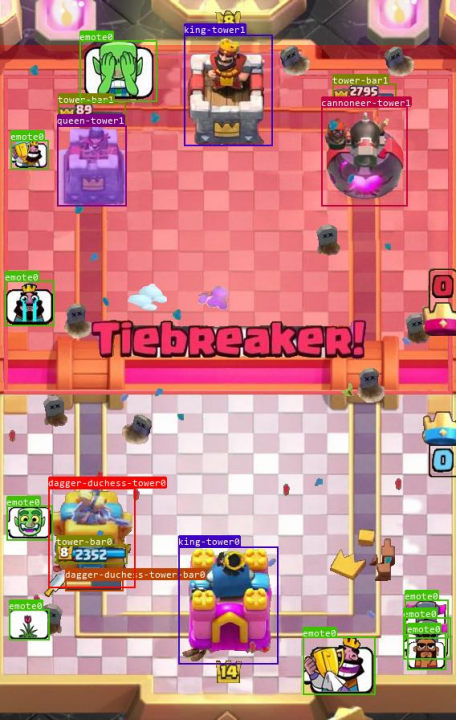 8
king-tower1
emote0
tower-bar1
2795
tower-bar1
89
cannoneer-tower1
queen-tower1
emote0
emote0
0
Tiebreaker!
0
dagger-duchess-tower0
emote0
tower-bar0
king-tower0
8 2352
dagger-duchess-tower-bar0
emote0
emote0
emote0
emote0
emote0
14